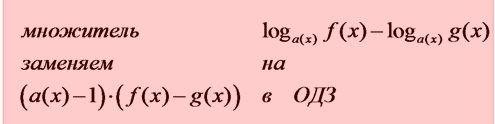 множитель log_{a(x)} f(x) − log_{a(x)} g(x)
заменяем на
(a(x)−1)·(f(x)−g(x)) в ОДЗ